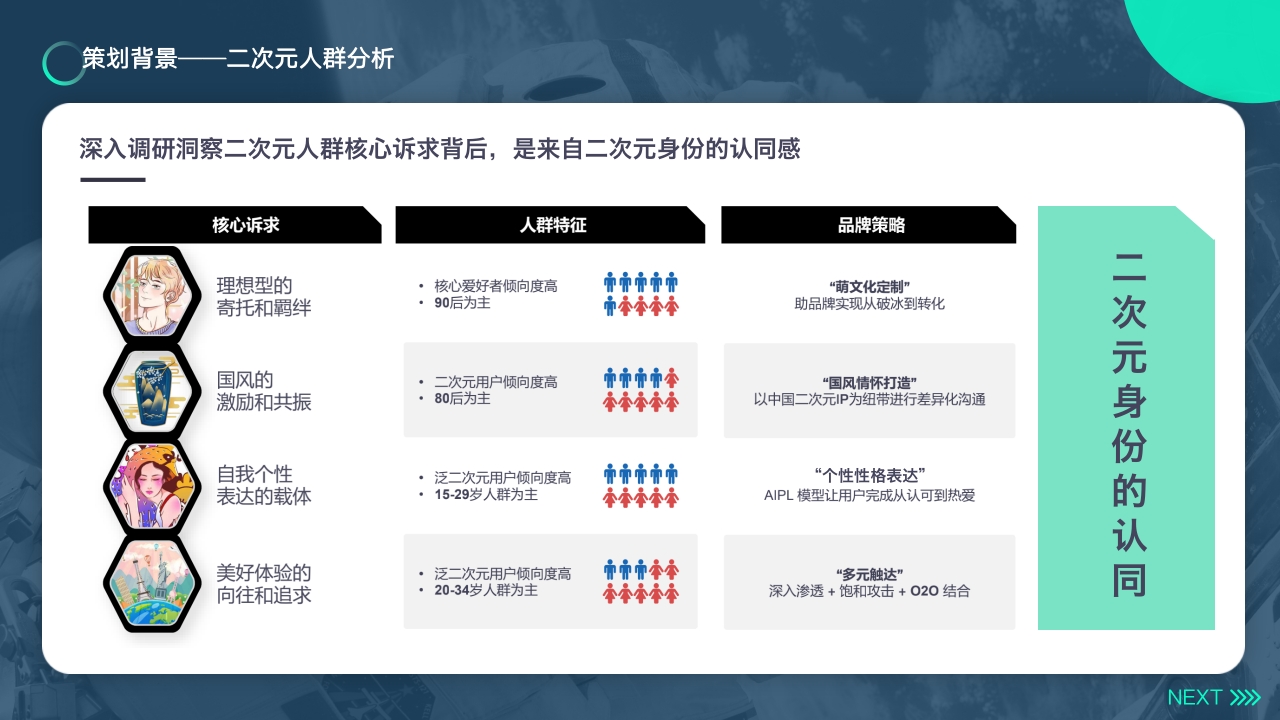 策划背景——二次元人群分析
深入调研洞察二次元人群核心诉求背后，是来自二次元身份的认同感
核心诉求
人群特征
品牌策略
理想型的
寄托和羁绊
• 核心爱好者倾向度高
• 90后为主
“萌文化定制”
助品牌实现从破冰到转化
国风的
激励和共振
• 二次元用户倾向度高
• 80后为主
“国风情怀打造”
以中国二次元IP为纽带进行差异化沟通
自我个性
表达的载体
• 泛二次元用户倾向度高
• 15-29岁人群为主
“个性性格表达”
AIPL 模型让用户完成从认可到热爱
美好体验的
向往和追求
• 泛二次元用户倾向度高
• 20-34岁人群为主
“多元触达”
深入渗透 + 饱和攻击 + O2O 结合
二次元身份的认同
NEXT